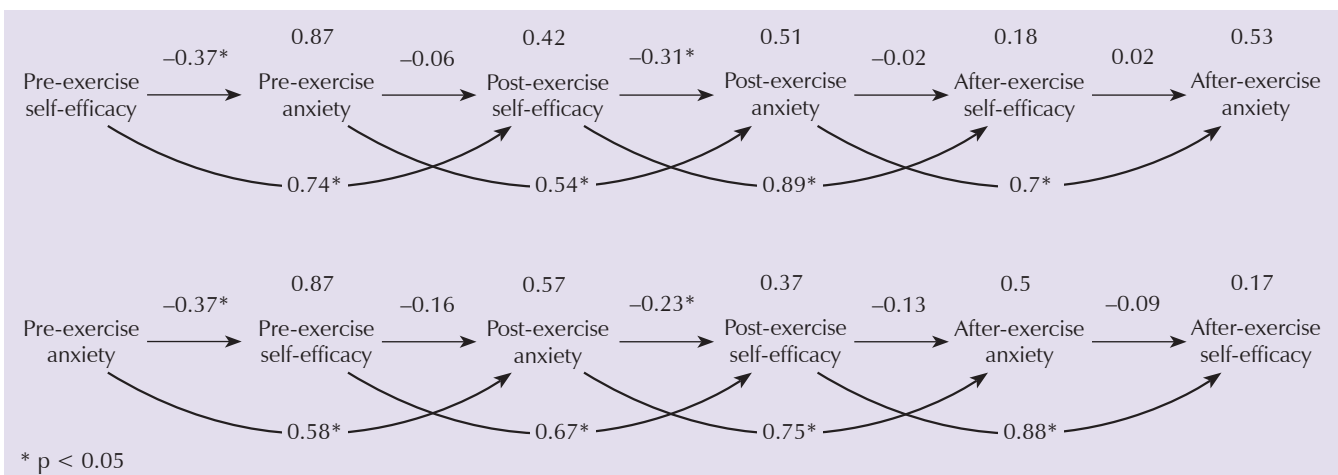 0.87 0.42 0.51 0.18 0.53
–0.37* –0.06 –0.31* –0.02 0.02
Pre-exercise Pre-exercise Post-exercise Post-exercise After-exercise After-exercise
self-efficacy anxiety self-efficacy anxiety self-efficacy anxiety
0.74* 0.54* 0.89* 0.7*
0.87 0.57 0.37 0.5 0.17
–0.37* –0.16 –0.23* –0.13 –0.09
Pre-exercise Pre-exercise Post-exercise Post-exercise After-exercise After-exercise
anxiety self-efficacy anxiety self-efficacy anxiety self-efficacy
0.58* 0.67* 0.75* 0.88*
* p < 0.05